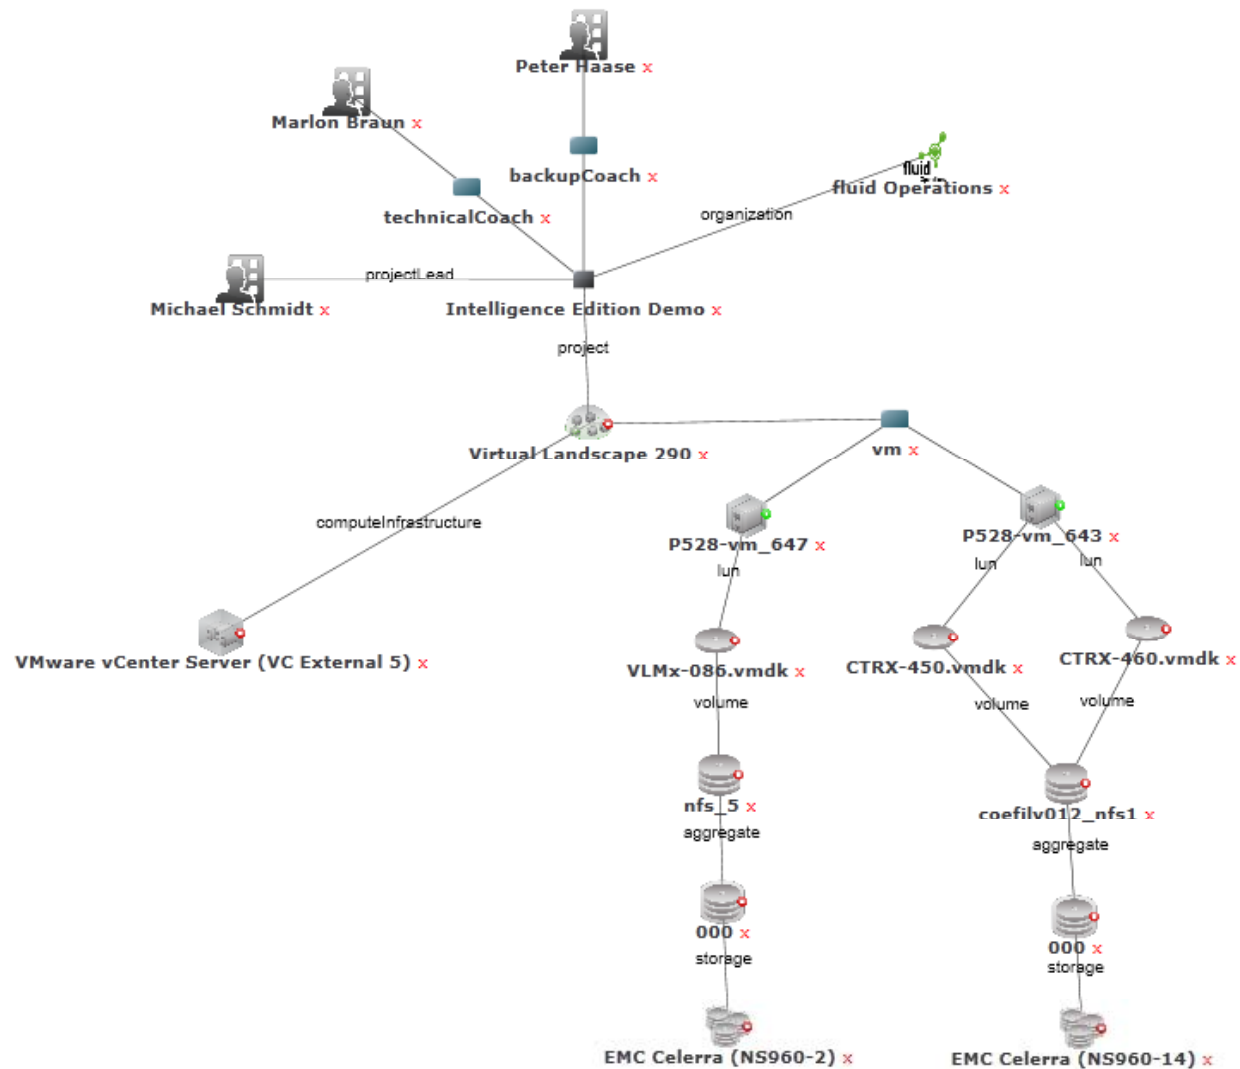 Peter Haase x
Marlon Braun x
backupCoach x
fluid
fluid Operations x
technicalCoach x
organization
projectLead
Michael Schmidt x
Intelligence Edition Demo x
project
Virtual Landscape 290 x
vm x
computeInfrastructure
P528-vm_647 x
P528-vm_643 x
lun
lun
lun
VMware vCenter Server (VC External 5) x
VLMx-086.vmdk x
CTRX-450.vmdk x
CTRX-460.vmdk x
volume
volume
volume
nfs_5 x
coefilv012_nfs1 x
aggregate
aggregate
000 x
000 x
storage
storage
EMC Celerra (NS960-2) x
EMC Celerra (NS960-14) x